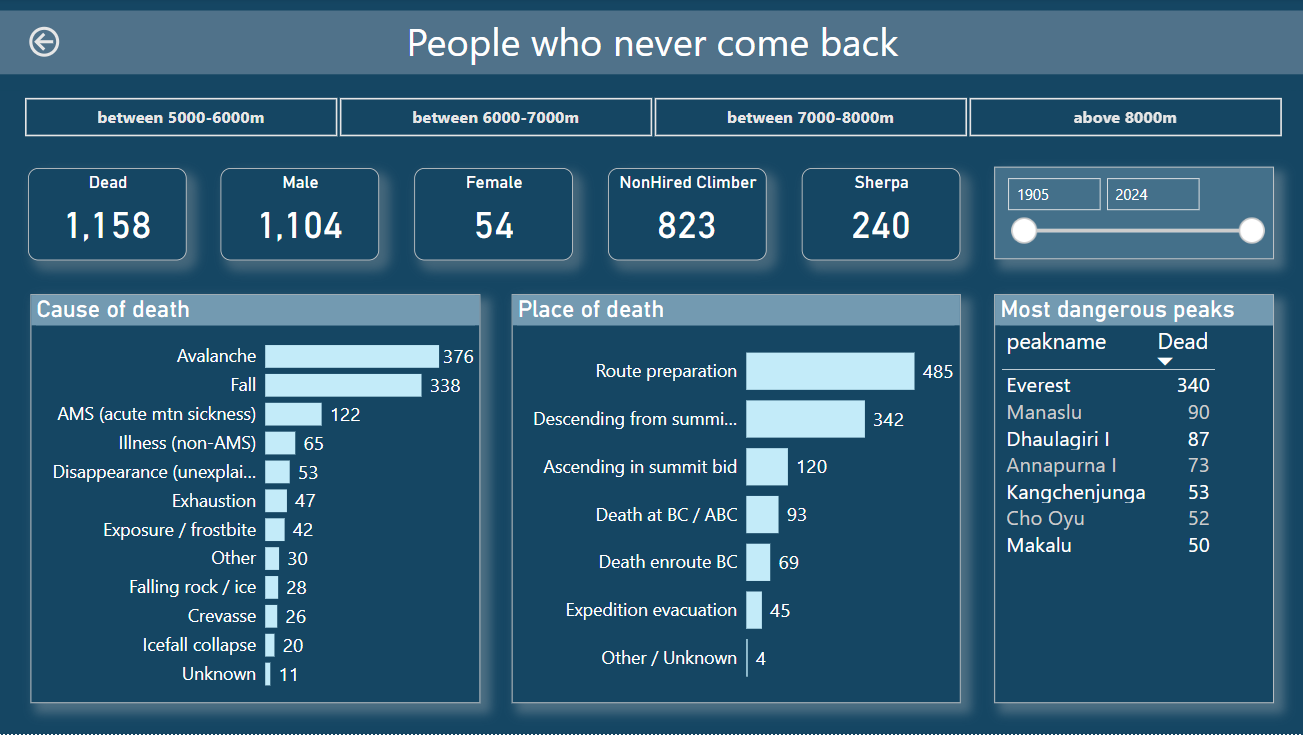 People who never come back
between 5000-6000m
between 6000-7000m
between 7000-8000m
above 8000m
Dead
1,158
Male
1,104
Female
54
NonHired Climber
823
Sherpa
240
1905
2024
Cause of death
Avalanche 376
Fall 338
AMS (acute mtn sickness) 122
Illness (non-AMS) 65
Disappearance (unexplai... 53
Exhaustion 47
Exposure / frostbite 42
Other 30
Falling rock / ice 28
Crevasse 26
Icefall collapse 20
Unknown 11
Place of death
Route preparation 485
Descending from summi... 342
Ascending in summit bid 120
Death at BC / ABC 93
Death enroute BC 69
Expedition evacuation 45
Other / Unknown 4
Most dangerous peaks
peakname Dead
Everest 340
Manaslu 90
Dhaulagiri I 87
Annapurna I 73
Kangchenjunga 53
Cho Oyu 52
Makalu 50